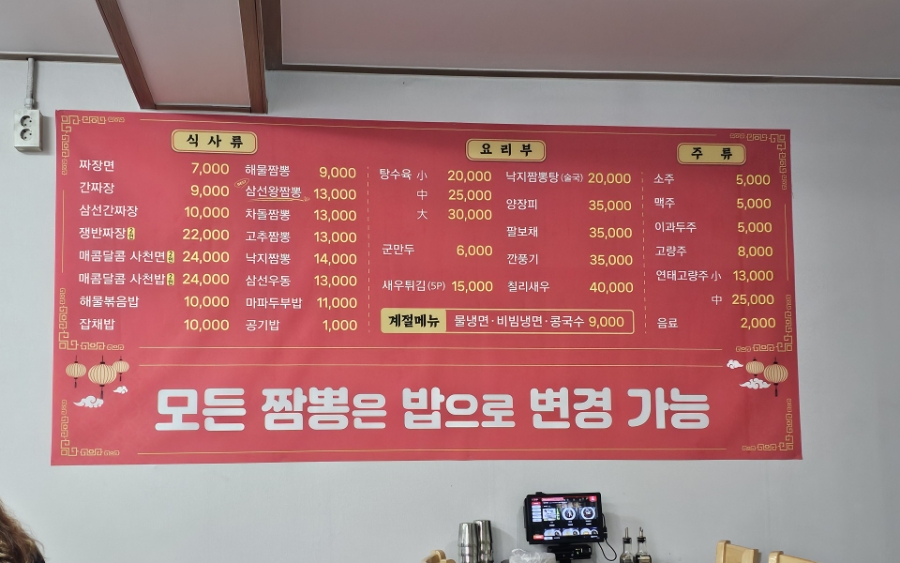 식사류
짜장면 7,000
간짜장 9,000
삼선간짜장 10,000
쟁반짜장 22,000
매콤달콤 사천면 24,000
매콤달콤 사천밥 24,000
해물볶음밥 10,000
잡채밥 10,000
해물짬뽕 9,000
삼선왕짬뽕 13,000
차돌짬뽕 13,000
고추짬뽕 13,000
낙지짬뽕 14,000
삼선우동 13,000
마파두부밥 11,000
공기밥 1,000
요리부
탕수육 小 20,000
中 25,000
大 30,000
군만두 6,000
새우튀김(5P) 15,000
낙지짬뽕탕(술국) 20,000
양장피 35,000
팔보채 35,000
깐풍기 35,000
칠리새우 40,000
계절메뉴 물냉면·비빔냉면·콩국수 9,000
주류
소주 5,000
맥주 5,000
이과두주 5,000
고량주 8,000
연태고량주 小 13,000
中 25,000
음료 2,000
모든 짬뽕은 밥으로 변경 가능